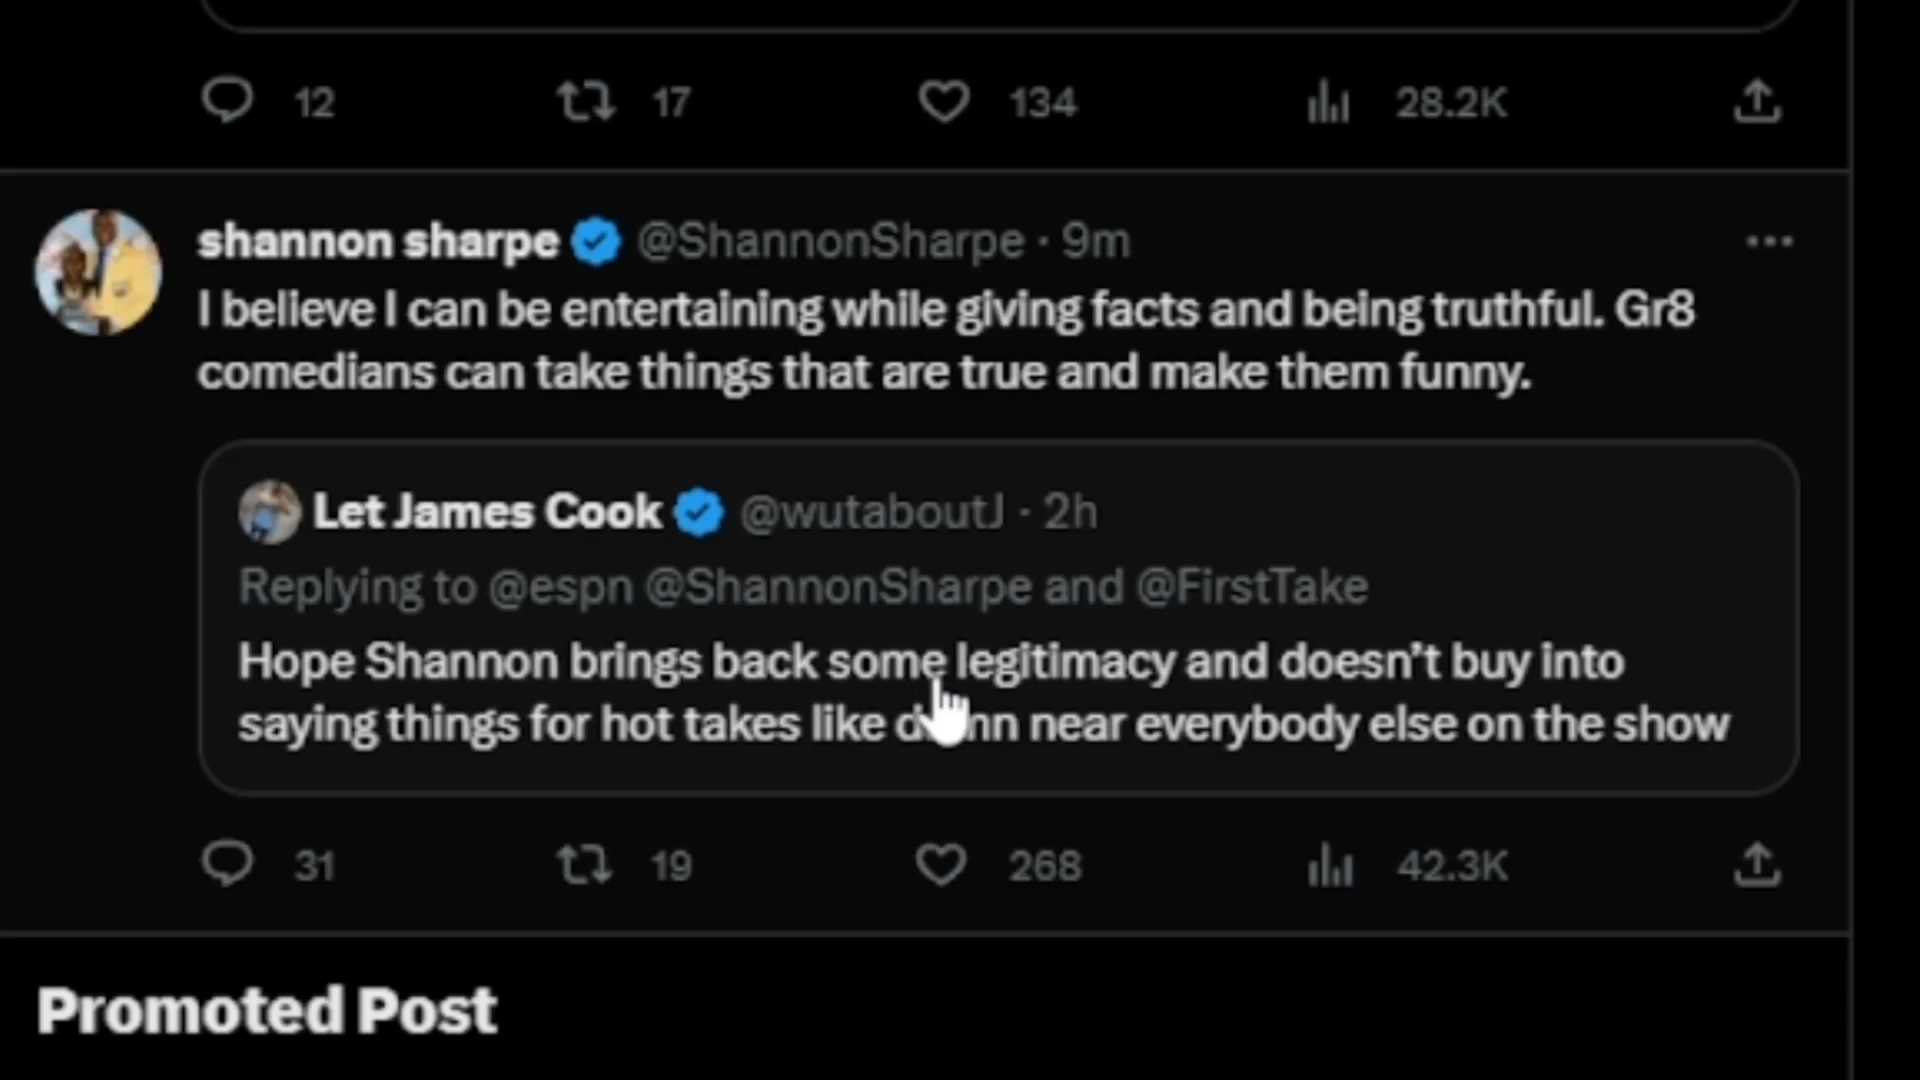 12 17 134 28.2K
shannon sharpe @ShannonSharpe · 9m
I believe I can be entertaining while giving facts and being truthful. Gr8
comedians can take things that are true and make them funny.
Let James Cook @wutaboutJ · 2h
Replying to @espn @ShannonSharpe and @FirstTake
Hope Shannon brings back some legitimacy and doesn't buy into
saying things for hot takes like near everybody else on the show
31 19 268 42.3K
Promoted Post